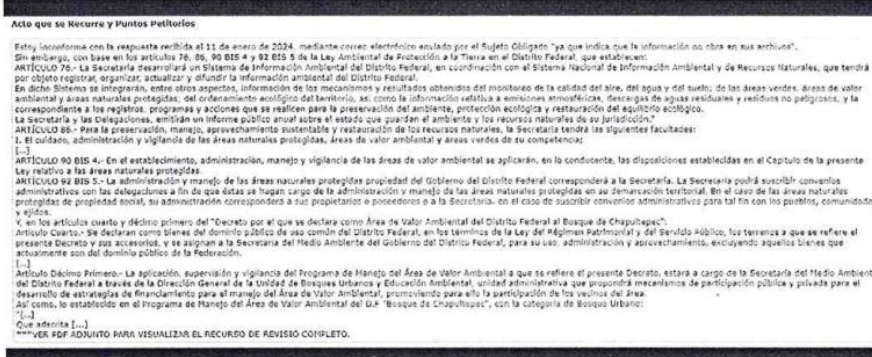 Acto que se Recurre y Puntos Petitorios
Estoy inconforme con la respuesta recibida el 11 de enero de 2024, mediante correo electrónico enviado por el Sujeto Obligado "ya que indica que la información no obra en sus archivos".
Sin embargo, con base en los artículos 76, 86, 90 BIS 4 y 92 BIS 5 de la Ley Ambiental de Protección a la Tierra en el Distrito Federal, que establecen:
ARTÍCULO 76.- La Secretaría desarrollará un Sistema de Información Ambiental del Distrito Federal, en coordinación con el Sistema Nacional de Información Ambiental y de Recursos Naturales, que tendrá
por objeto registrar, organizar, actualizar y difundir la información ambiental del Distrito Federal.
En dicho Sistema se integrarán, entre otros aspectos, información de los mecanismos y resultados obtenidos del monitoreo de la calidad del aire, del agua y del suelo; de las áreas verdes, áreas de valor
ambiental y áreas naturales protegidas, del ordenamiento ecológico del territorio, así como la información relativa a emisiones atmosféricas, descargas de aguas residuales y residuos no peligrosos, y la
correspondiente a los registros, programas y acciones que se realicen para la preservación del ambiente, protección ecológica y restauración del equilibrio ecológico.
La Secretaría y las Delegaciones, emitirán un informe público anual sobre el estado que guardan el ambiente y los recursos naturales de su jurisdicción."
ARTÍCULO 86.- Para la preservación, manejo, aprovechamiento sustentable y restauración de los recursos naturales, la Secretaría tendrá las siguientes facultades:
I. El cuidado, administración y vigilancia de las áreas naturales protegidas, áreas de valor ambiental y áreas verdes de su competencia;
[...]
ARTÍCULO 90 BIS 4.- En el establecimiento, administración, manejo y vigilancia de las áreas de valor ambiental se aplicarán, en lo conducente, las disposiciones establecidas en el Capítulo de la presente
Ley relativo a las áreas naturales protegidas.
ARTÍCULO 92 BIS 5.- La administración y manejo de las áreas naturales protegidas propiedad del Gobierno del Distrito Federal corresponderá a la Secretaría. La Secretaría podrá suscribir convenios
administrativos con las delegaciones a fin de que éstas se hagan cargo de la administración y manejo de las áreas naturales protegidas en su demarcación territorial. En el caso de las áreas naturales
protegidas de propiedad social, su administración corresponderá a sus propietarios o poseedores o a la Secretaría, en el caso de suscribir convenios administrativos para tal fin con los pueblos, comunidades
y ejidos.
Y, en los artículos cuarto y décimo primero del "Decreto por el que se declara como Área de Valor Ambiental del Distrito Federal al Bosque de Chapultepec":
Artículo Cuarto.- Se declaran como bienes del dominio público de uso común del Distrito Federal, en los términos de la Ley del Régimen Patrimonial y del Servicio Público, los terrenos a que se refiere el
presente Decreto y sus accesorios, y se asignan a la Secretaría del Medio Ambiente del Gobierno del Distrito Federal, para su uso, administración y aprovechamiento, excluyendo aquellos bienes que
actualmente son del dominio público de la Federación.
[...]
Artículo Décimo Primero.- La aplicación, supervisión y vigilancia del Programa de Manejo del Área de Valor Ambiental a que se refiere el presente Decreto, estará a cargo de la Secretaría del Medio Ambiente
del Distrito Federal a través de la Dirección General de la Unidad de Bosques Urbanos y Educación Ambiental, unidad administrativa que propondrá mecanismos de participación pública y privada para el
desarrollo de estrategias de financiamiento para el manejo del Área de Valor Ambiental, promoviendo para ello la participación de los vecinos del área.
Así como, lo establecido en el Programa de Manejo del Área de Valor Ambiental del D.F "Bosque de Chapultepec", con la categoría de Bosque Urbano:
"[...]
Que adscrita [...]
****VER PDF ADJUNTO PARA VISUALIZAR EL RECURSO DE REVISIÓN COMPLETO.